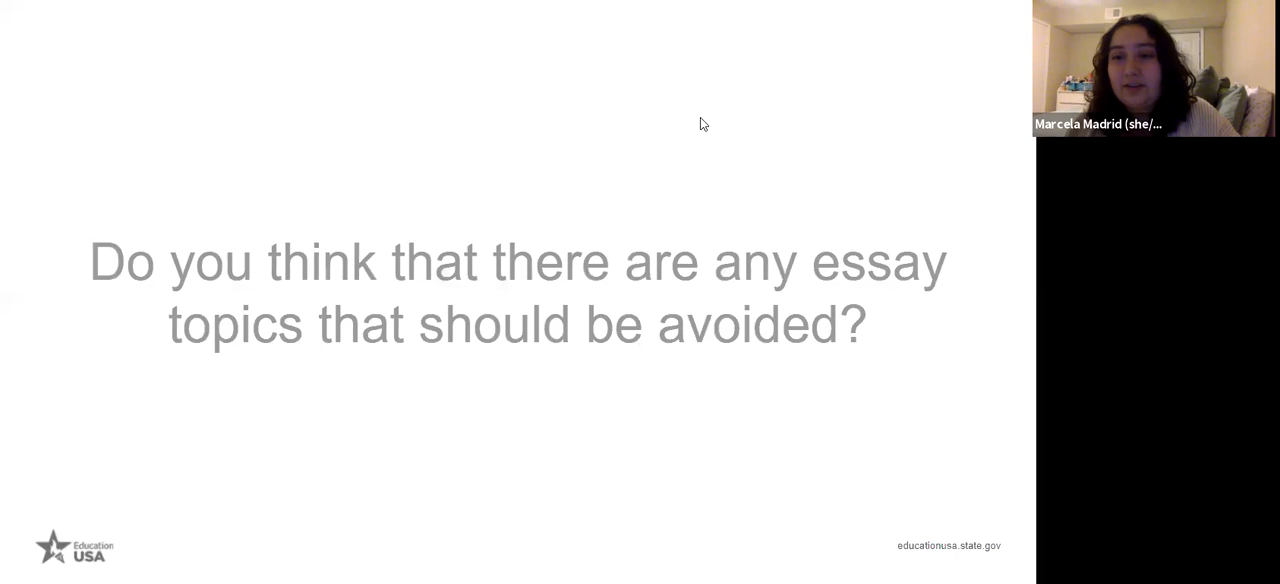 Marcela Madrid (she/...
Do you think that there are any essay
topics that should be avoided?
Education
USA
educationusa.state.gov